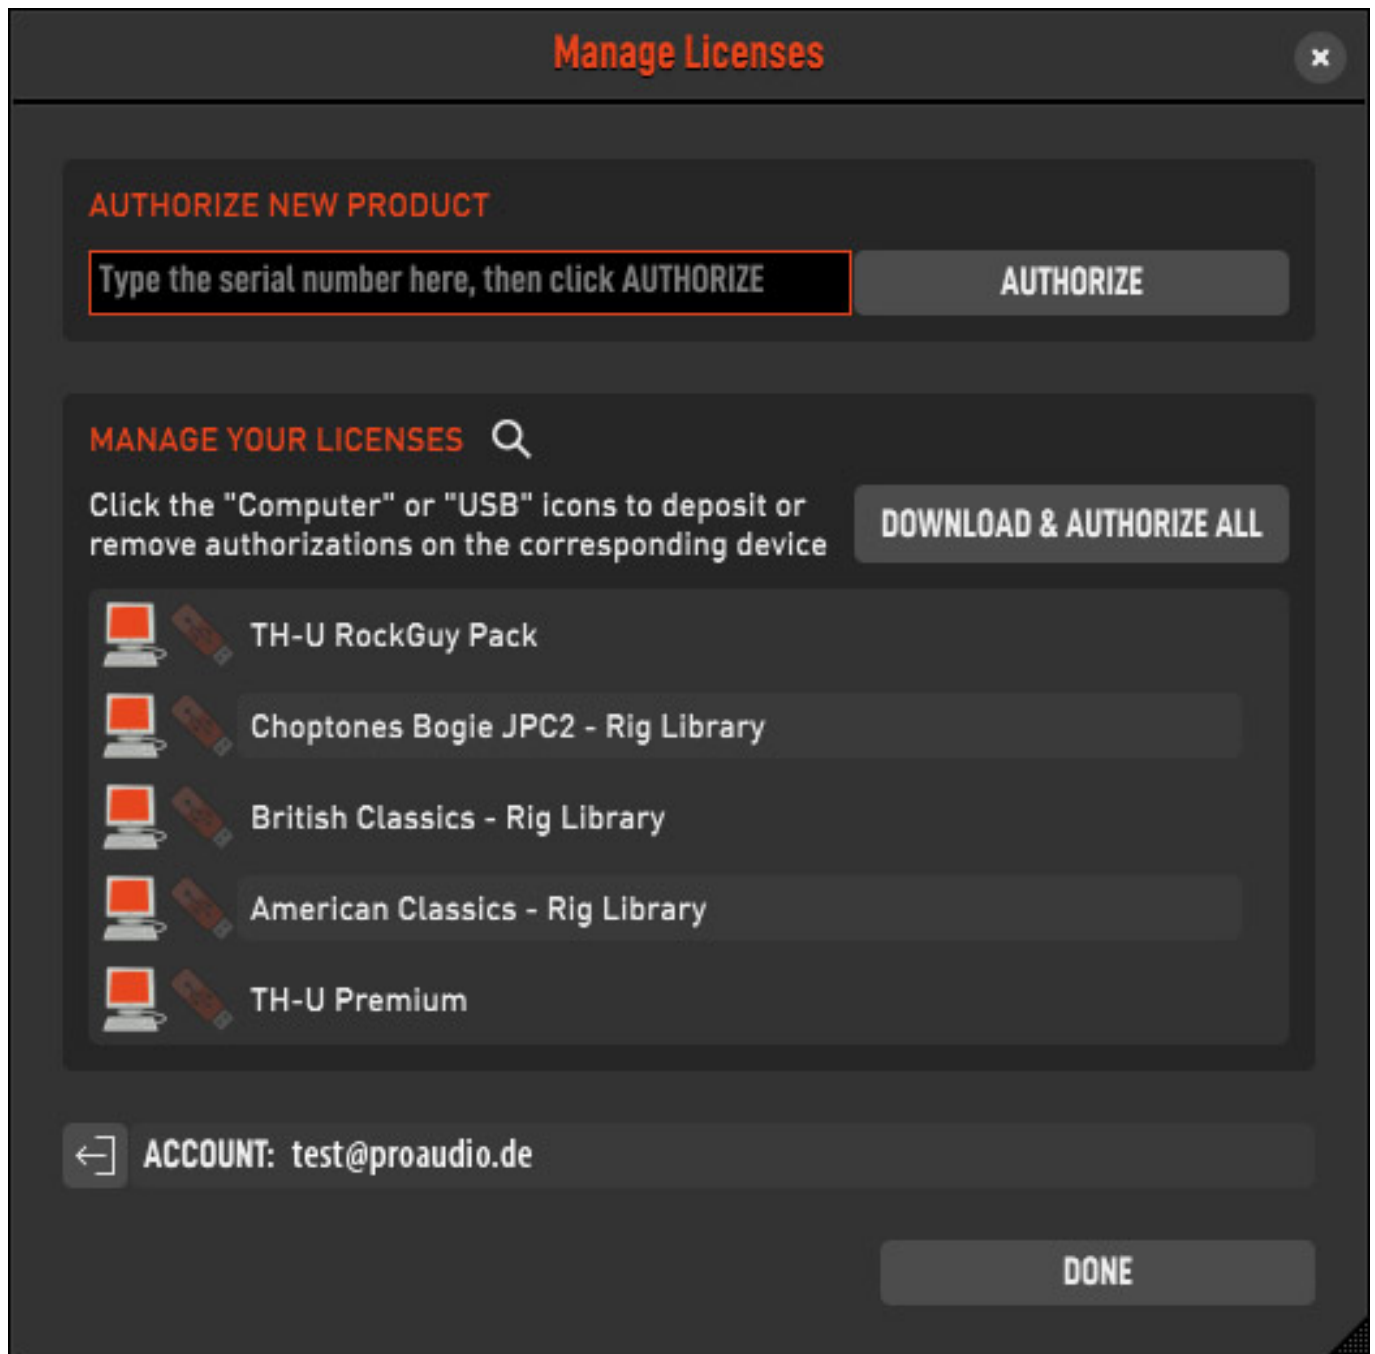 Manage Licenses
AUTHORIZE NEW PRODUCT
Type the serial number here, then click AUTHORIZE
AUTHORIZE
MANAGE YOUR LICENSES
Click the "Computer" or "USB" icons to deposit or
remove authorizations on the corresponding device
DOWNLOAD & AUTHORIZE ALL
TH-U RockGuy Pack
Choptones Bogie JPC2 - Rig Library
British Classics - Rig Library
American Classics - Rig Library
TH-U Premium
ACCOUNT: test@proaudio.de
DONE